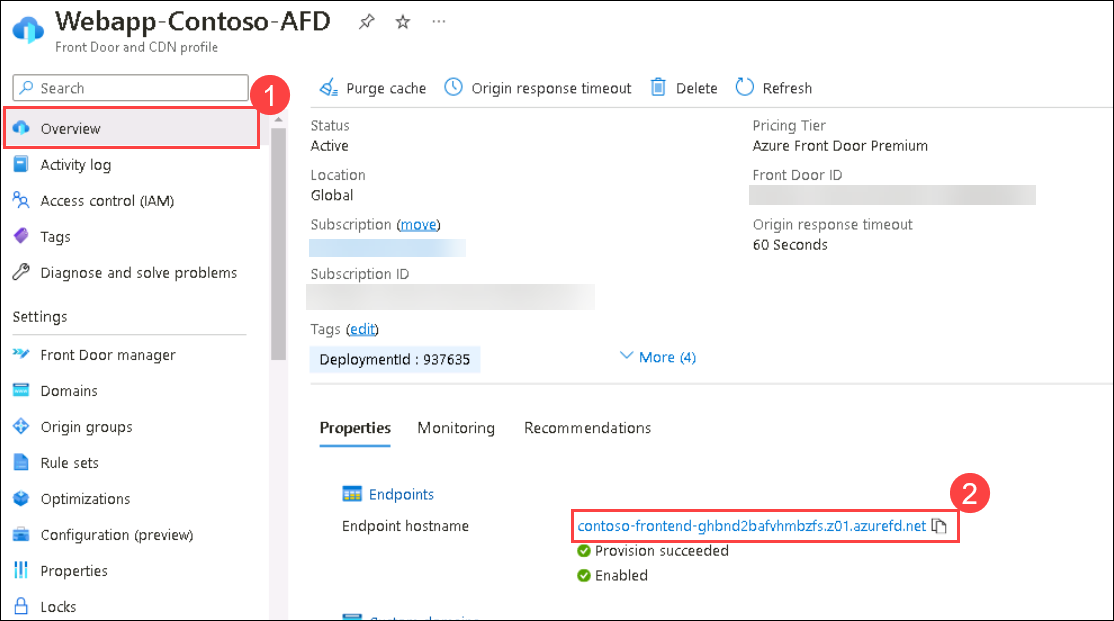 Webapp-Contoso-AFD
Front Door and CDN profile
Search
1
Overview
Activity log
Access control (IAM)
Tags
Diagnose and solve problems
Settings
Front Door manager
Domains
Origin groups
Rule sets
Optimizations
Configuration (preview)
Properties
Locks
Purge cache Origin response timeout Delete Refresh
Status
Active
Location
Global
Subscription (move)
Subscription ID
Tags (edit)
DeploymentId : 937635
Pricing Tier
Azure Front Door Premium
Front Door ID
Origin response timeout
60 Seconds
More (4)
Properties Monitoring Recommendations
Endpoints
2
Endpoint hostname contoso-frontend-ghbnd2bafvhmbzfs.z01.azurefd.net
Provision succeeded
Enabled